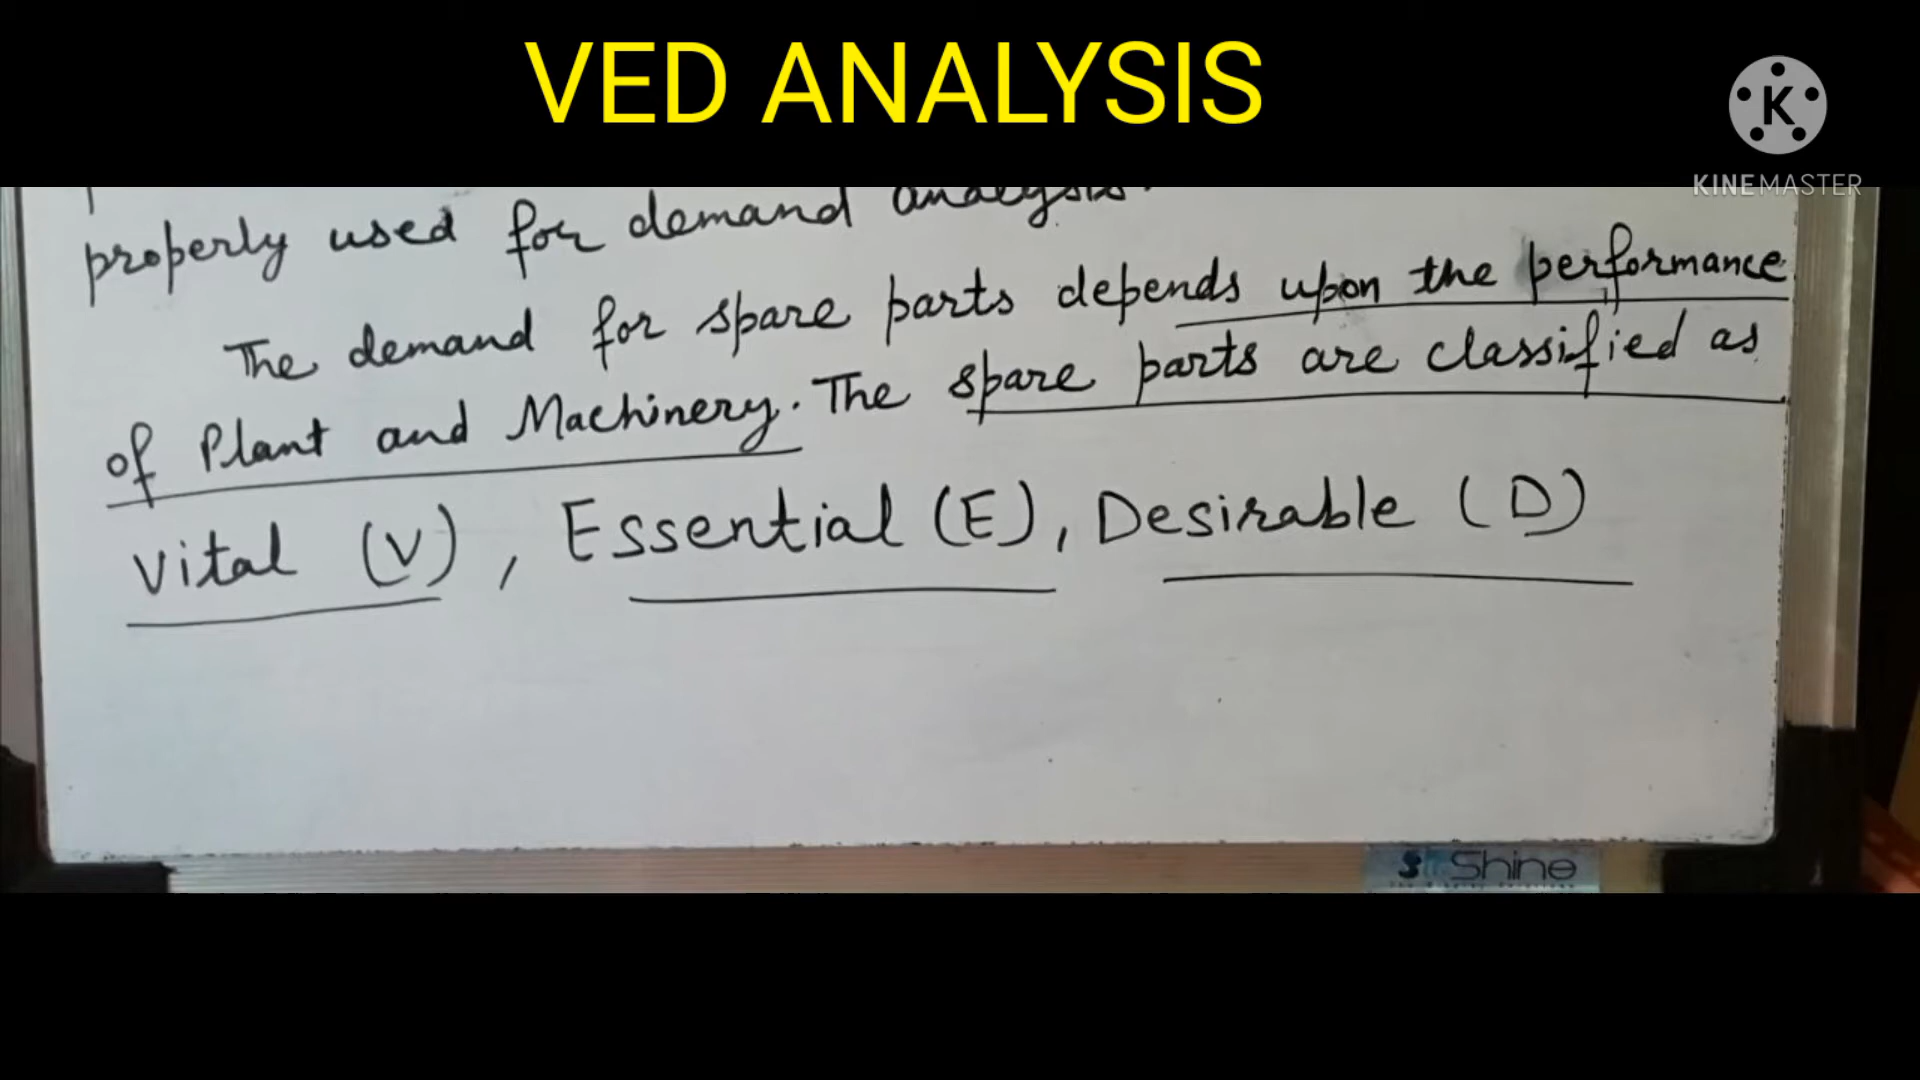 VED ANALYSIS
K
KINEMASTER
properly used for demand analysis.
The demand for spare parts depends upon the performance
of Plant and Machinery. The spare parts are classified as
Vital (V), Essential (E), Desirable (D)
Shine